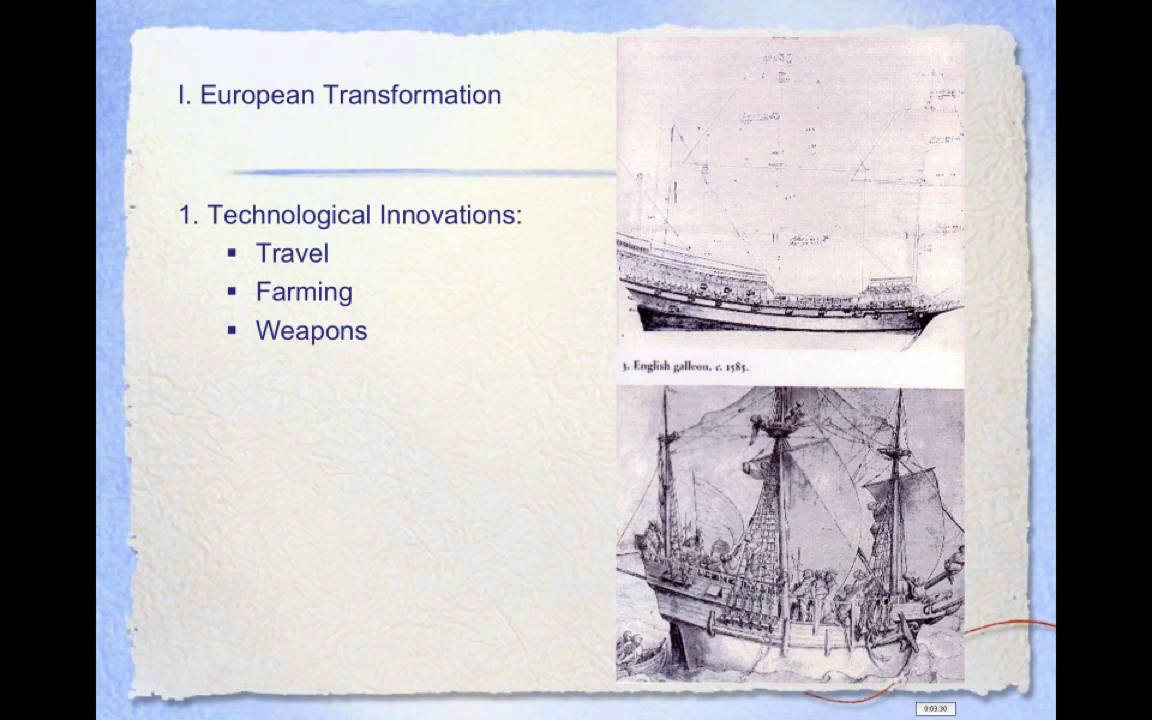 I. European Transformation
1. Technological Innovations:
▪ Travel
▪ Farming
▪ Weapons
3. English galleon, c. 1585.
0:03:30